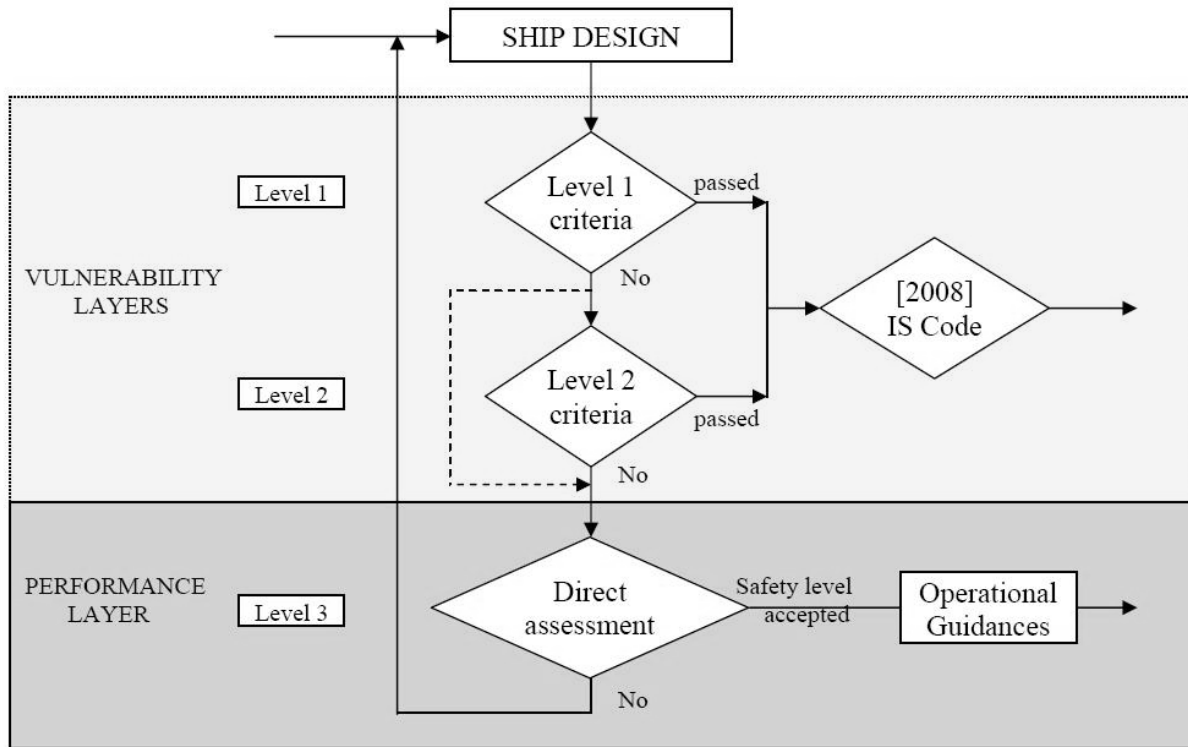 SHIP DESIGN
Level 1
Level 1
criteria
passed
VULNERABILITY
LAYERS
No
[2008]
IS Code
Level 2
Level 2
criteria
passed
No
PERFORMANCE
LAYER
Level 3
Direct
assessment
Safety level
accepted
Operational
Guidances
No